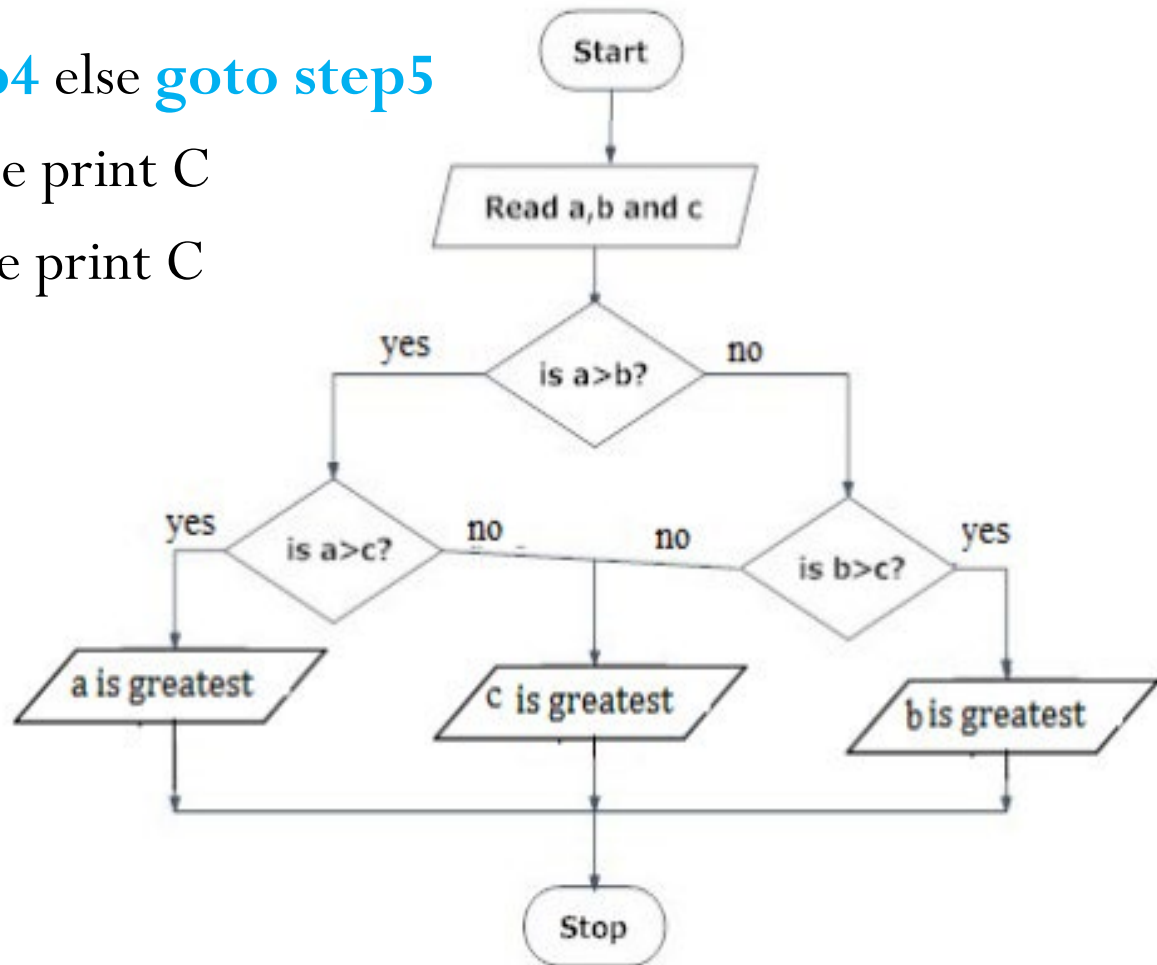 4 else goto step5
e print C
e print C
Start
Read a,b and c
is a>b?
yes
no
is a>c?
yes
no
is b>c?
no
yes
a is greatest
c is greatest
b is greatest
Stop